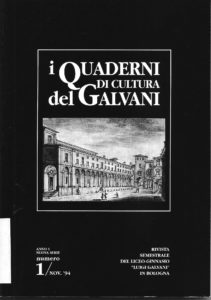 i QUADERNI
DI CULTURA
del GALVANI
ANNO 1
NUOVA SERIE
numero
1/ NOV. '94
RIVISTA
SEMESTRALE
DEL LICEO-GINNASIO
"LUIGI GALVANI"
IN BOLOGNA